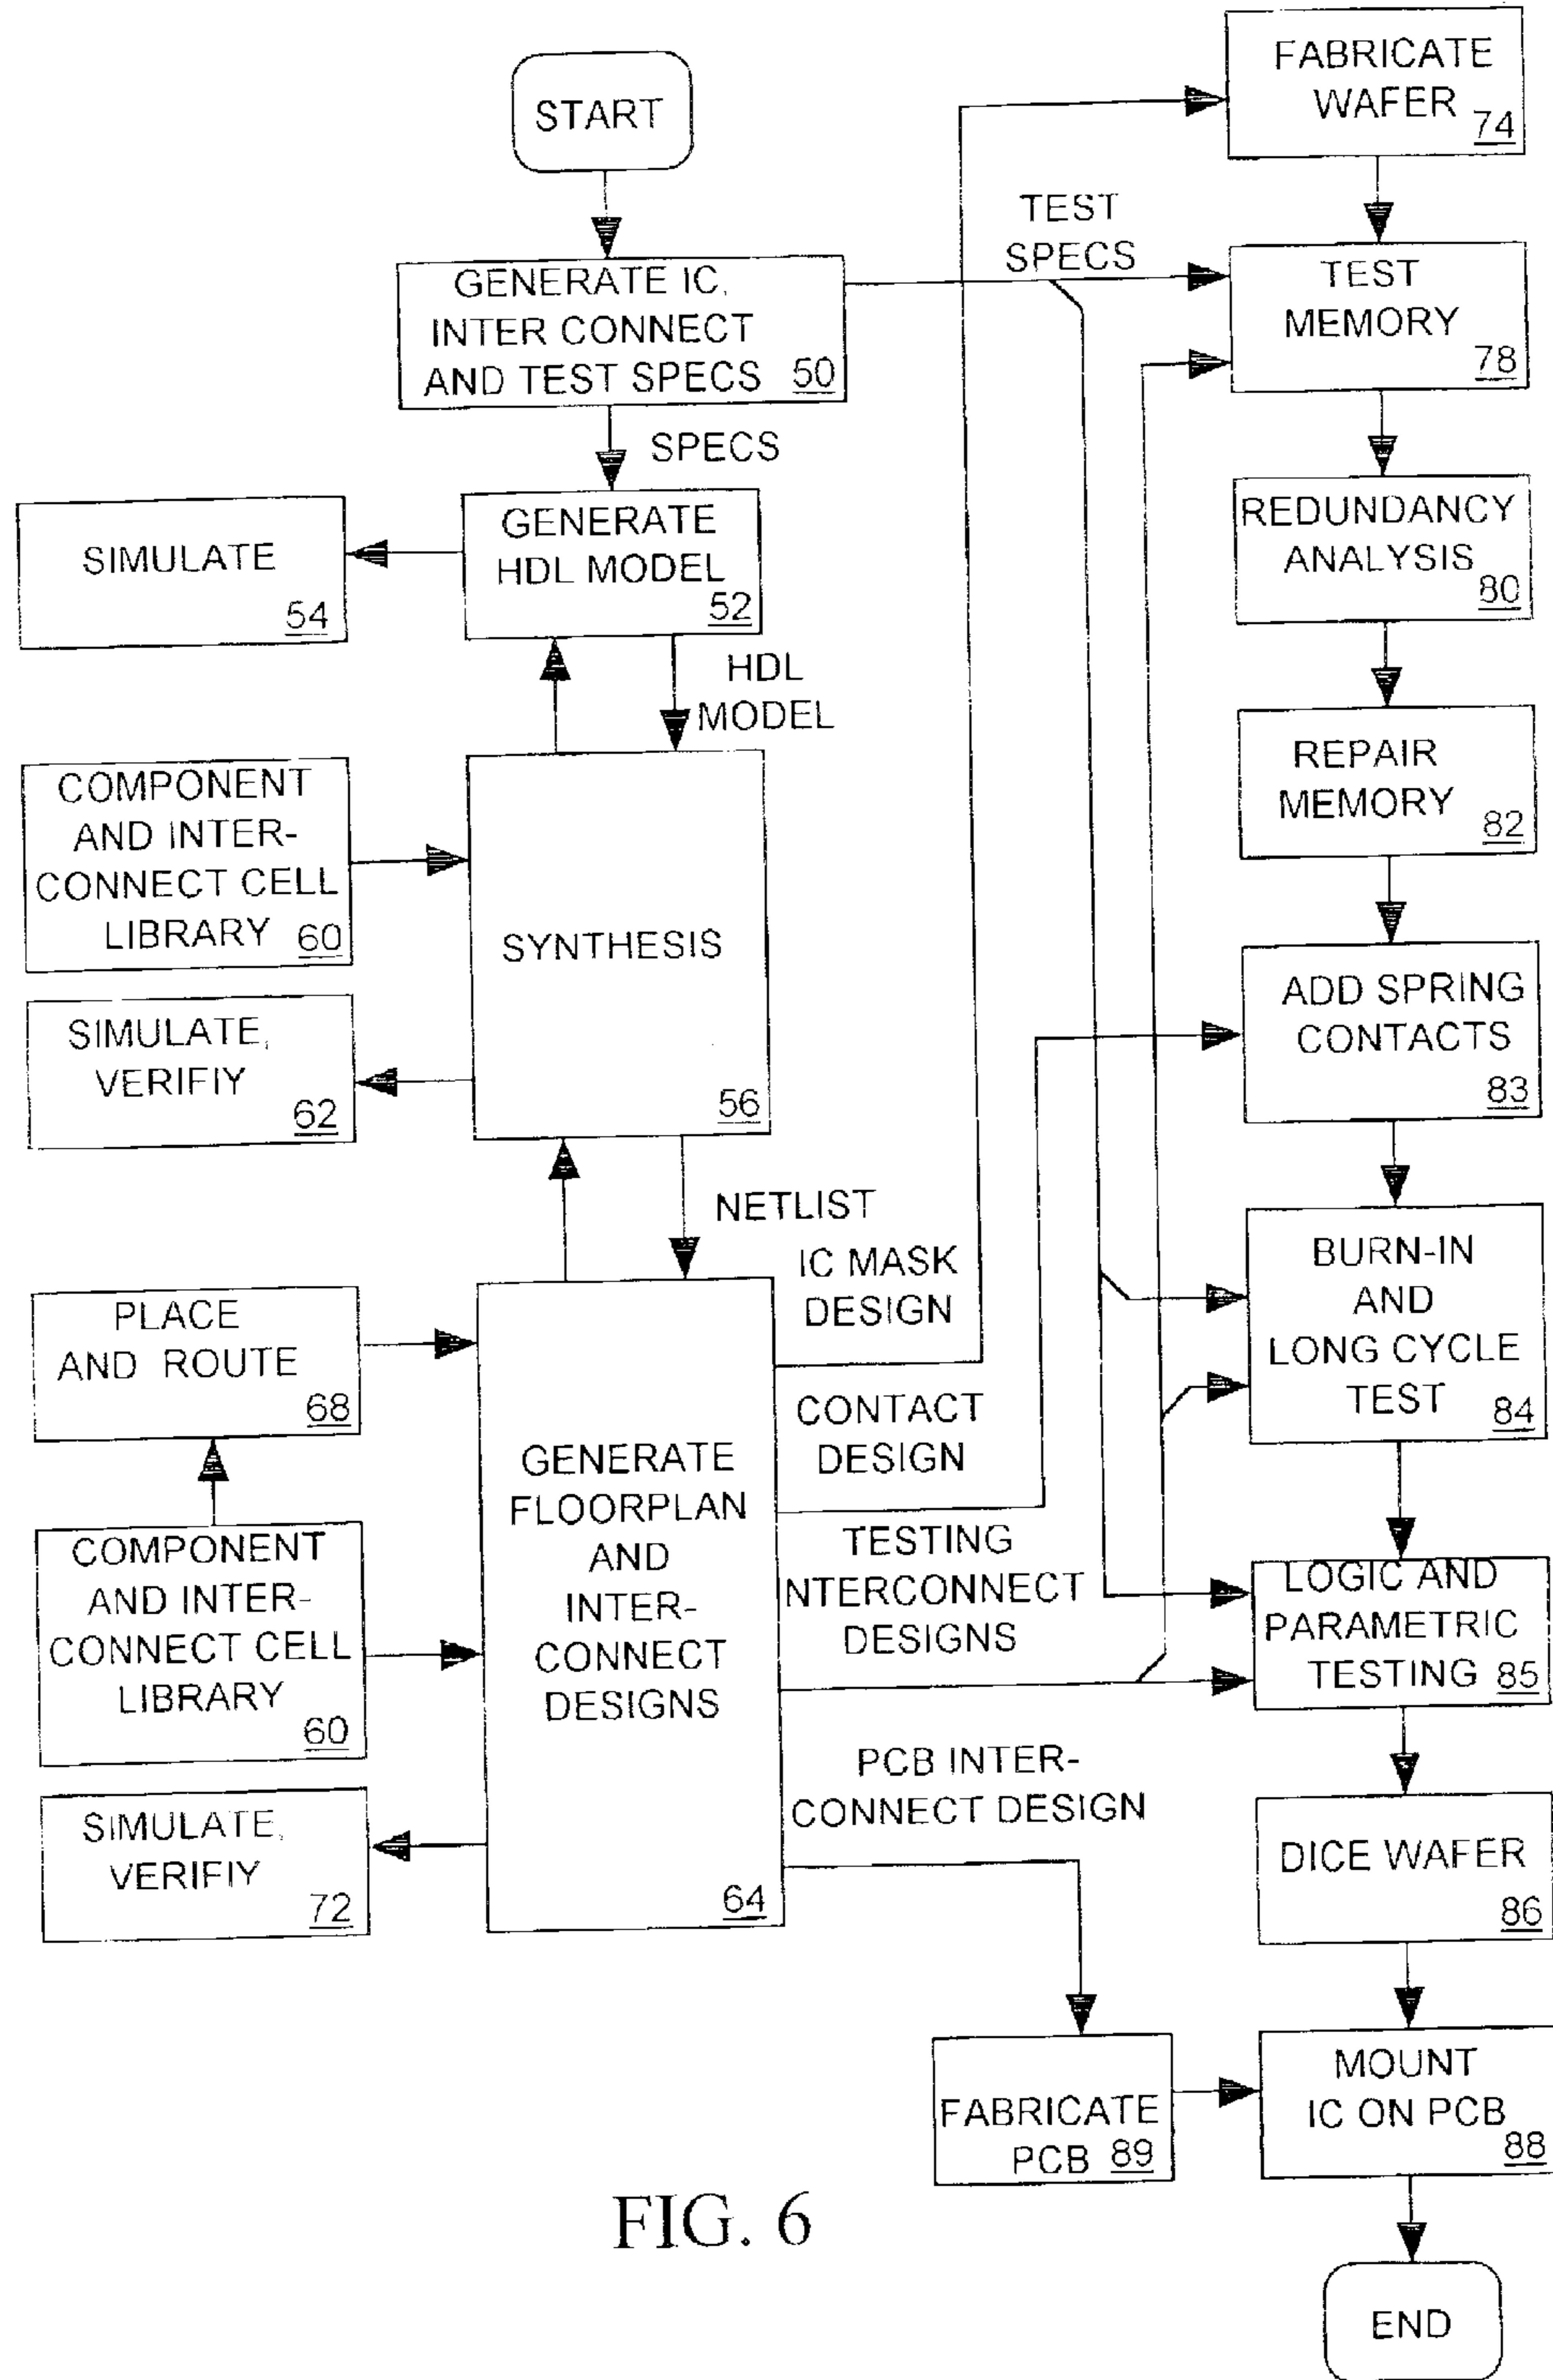 START
GENERATE IC,
INTER CONNECT
AND TEST SPECS 50
SPECS
GENERATE
HDL MODEL
52
SIMULATE
54
HDL
MODEL
COMPONENT
AND INTER-
CONNECT CELL
LIBRARY 60
SYNTHESIS
56
SIMULATE,
VERIFIY
62
NETLIST
PLACE
AND ROUTE
68
COMPONENT
AND INTER-
CONNECT CELL
LIBRARY
60
GENERATE
FLOORPLAN
AND
INTER-
CONNECT
DESIGNS
64
SIMULATE,
VERIFIY
72
IC MASK
DESIGN
CONTACT
DESIGN
TESTING
INTERCONNECT
DESIGNS
PCB INTER-
CONNECT DESIGN
TEST
SPECS
FABRICATE
WAFER
74
TEST
MEMORY
78
REDUNDANCY
ANALYSIS
80
REPAIR
MEMORY
82
ADD SPRING
CONTACTS
83
BURN-IN
AND
LONG CYCLE
TEST
84
LOGIC AND
PARAMETRIC
TESTING 85
DICE WAFER
86
FABRICATE
PCB 89
MOUNT
IC ON PCB
88
END
FIG. 6